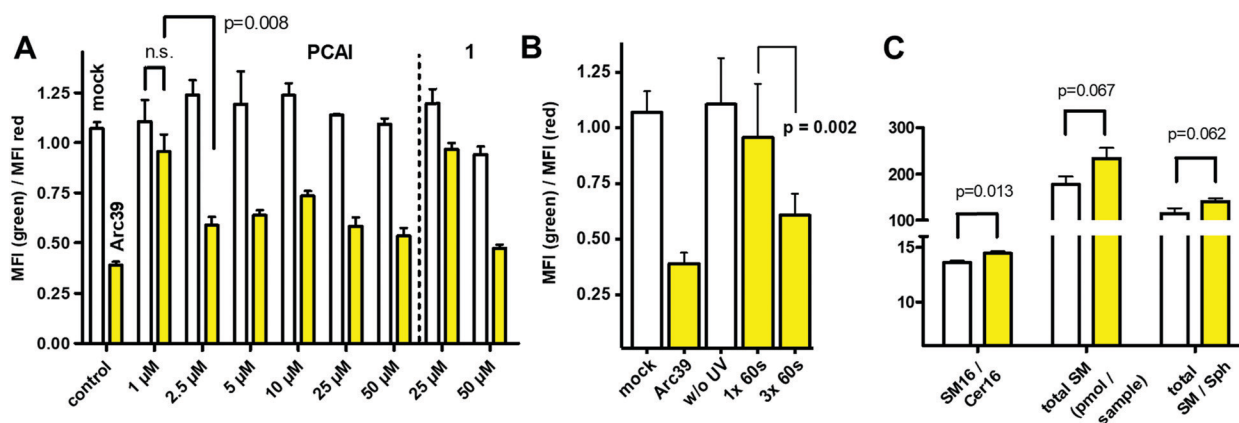 A
p=0.008
n.s.
PCAI
1
mock
Arc39
MFI (green) / MFI red
1.25
1.00
0.75
0.50
0.25
0.00
control
1 µM
2.5 µM
5 µM
10 µM
25 µM
50 µM
25 µM
50 µM
B
MFI (green) / MFI (red)
1.25
1.00
0.75
0.50
0.25
p = 0.002
mock
Arc39
w/o UV
1x 60s
3x 60s
C
p=0.067
p=0.062
p=0.013
300
200
100
15
10
SM16 /
Cer16
total SM
(pmol /
sample)
total
SM / Sph